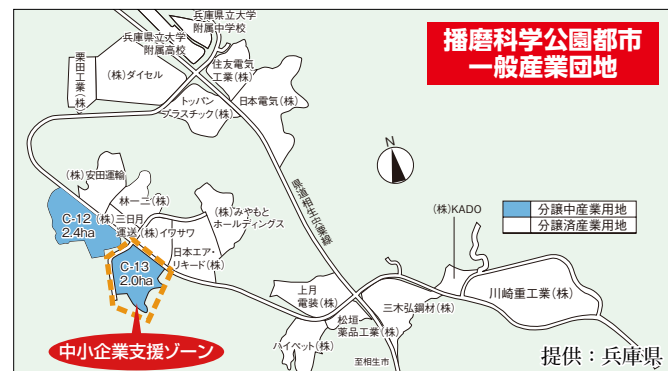 播磨科学公園都市
一般産業団地
兵庫県立大学
附属中学校
兵庫県立大学
附属高校
栗田工業(株)
(株)ダイセル
住友電気
工業(株)
日本電気(株)
トッパン
プラスチック(株)
N
県道相生宍粟線
(株)安田運輸
林一二(株)
C-12
2.4ha
(株)三日月
運送
(株)イワサワ
(株)みやもと
ホールディングス
日本エア・
リキード(株)
C-13
2.0ha
中小企業支援ゾーン
(株)KADO
分譲中産業用地
分譲済産業用地
上月
電装(株)
松垣
薬品工業(株)
三木弘鋼材(株)
川崎重工業(株)
ハイペット(株)
至相生市
提供：兵庫県